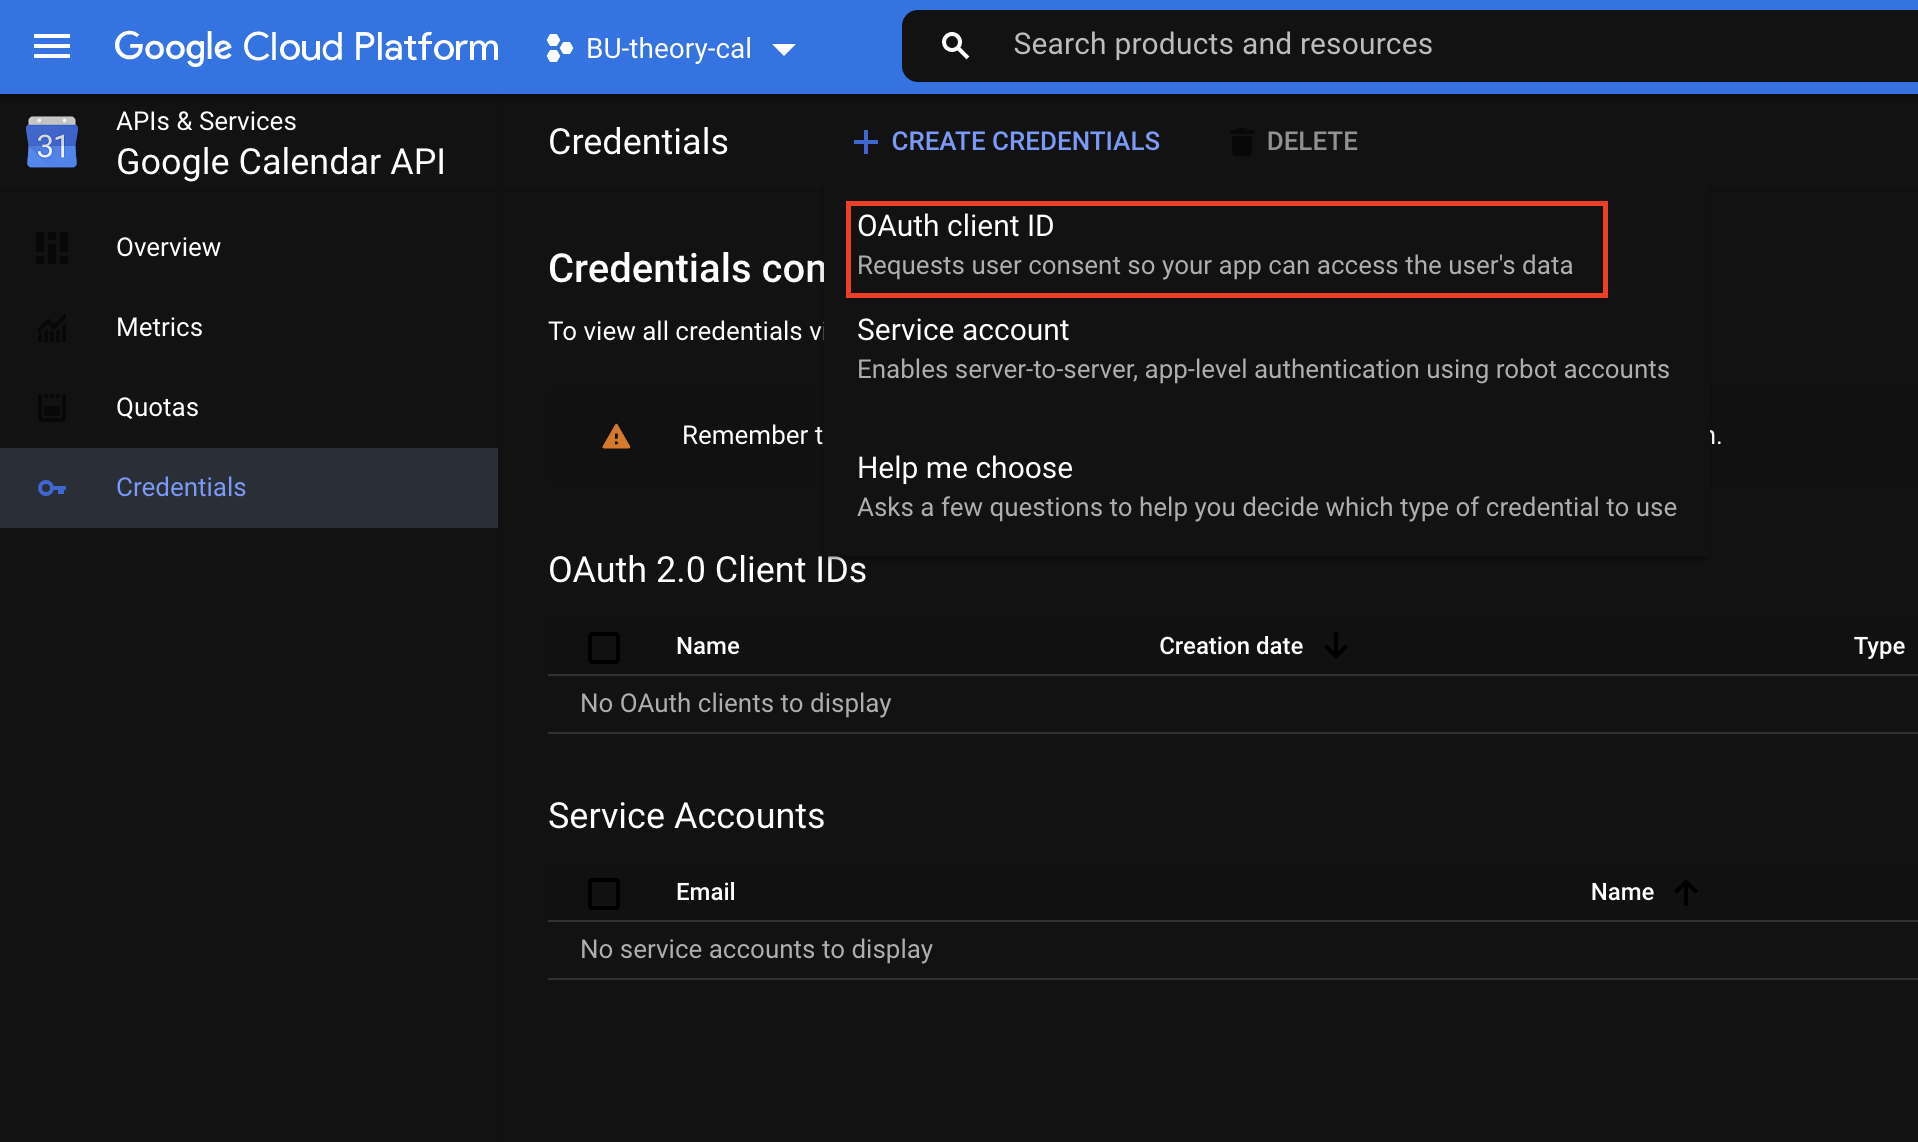 Google Cloud Platform
BU-theory-cal
Search products and resources
31
APIs & Services
Google Calendar API
Credentials
CREATE CREDENTIALS
DELETE
Overview
Metrics
Quotas
Credentials
OAuth client ID
Requests user consent so your app can access the user's data
Service account
Enables server-to-server, app-level authentication using robot accounts
Help me choose
Asks a few questions to help you decide which type of credential to use
Credentials
To view all credentials
Remember
OAuth 2.0 Client IDs
Name
Creation date
Type
No OAuth clients to display
Service Accounts
Email
Name
No service accounts to display